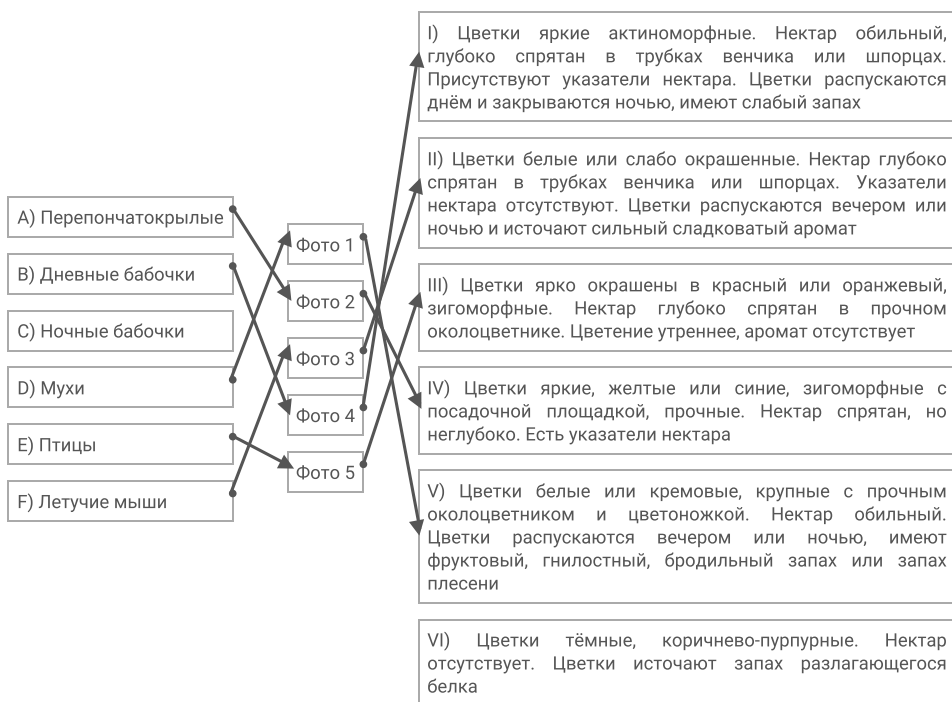 A) Перепончатокрылые
B) Дневные бабочки
C) Ночные бабочки
D) Мухи
E) Птицы
F) Летучие мыши
Фото 1
Фото 2
Фото 3
Фото 4
Фото 5
I) Цветки яркие актиноморфные. Нектар обильный,
глубоко спрятан в трубках венчика или шпорцах.
Присутствуют указатели нектара. Цветки распускаются
днём и закрываются ночью, имеют слабый запах
II) Цветки белые или слабо окрашенные. Нектар глубоко
спрятан в трубках венчика или шпорцах. Указатели
нектара отсутствуют. Цветки распускаются вечером или
ночью и источают сильный сладковатый аромат
III) Цветки ярко окрашены в красный или оранжевый,
зигоморфные. Нектар глубоко спрятан в прочном
околоцветнике. Цветение утреннее, аромат отсутствует
IV) Цветки яркие, желтые или синие, зигоморфные с
посадочной площадкой, прочные. Нектар спрятан, но
неглубоко. Есть указатели нектара
V) Цветки белые или кремовые, крупные с прочным
околоцветником и цветоножкой. Нектар обильный.
Цветки распускаются вечером или ночью, имеют
фруктовый, гнилостный, бродильный запах или запах
плесени
VI) Цветки тёмные, коричнево-пурпурные. Нектар
отсутствует. Цветки источают запах разлагающегося
белка